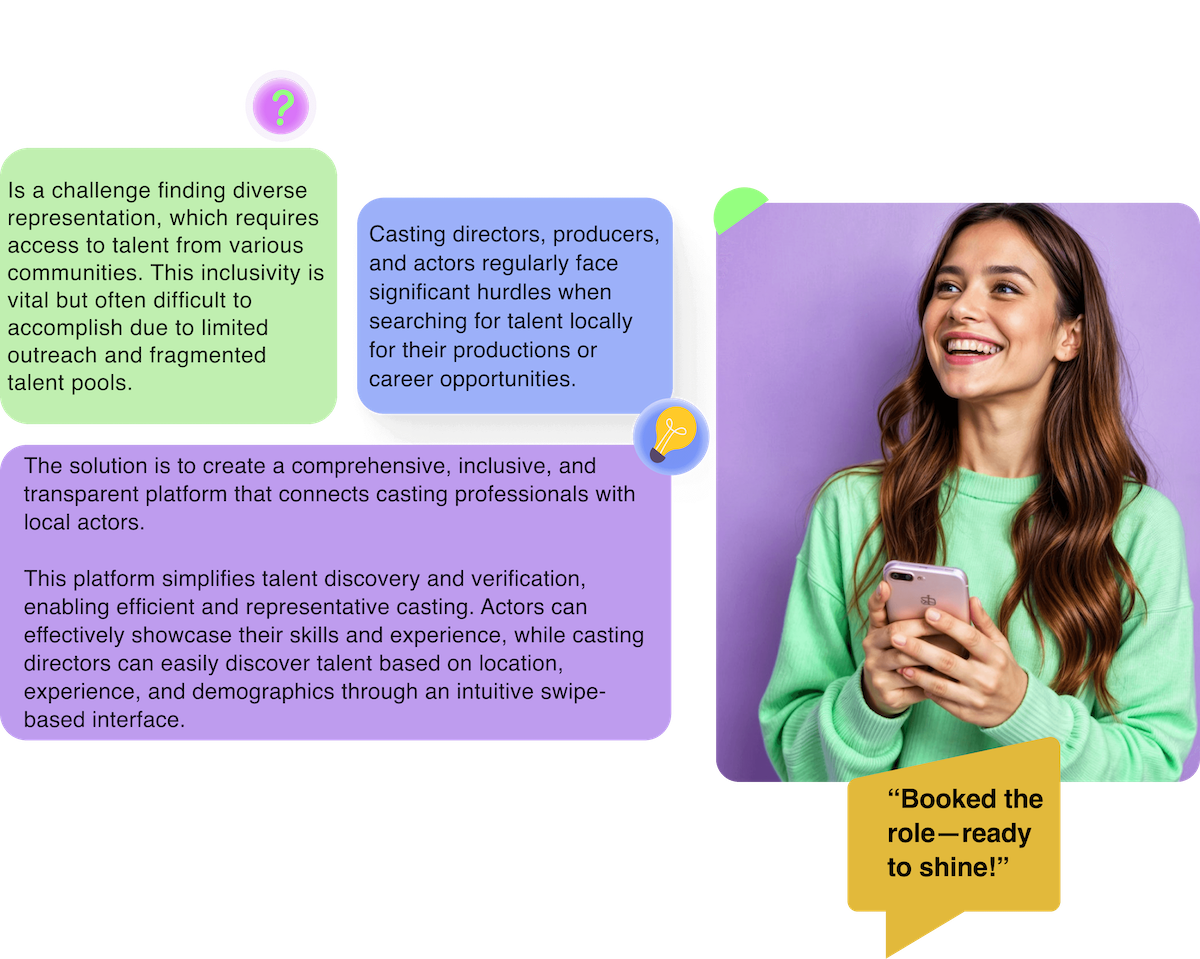 ?
Is a challenge finding diverse
representation, which requires
access to talent from various
communities. This inclusivity is
vital but often difficult to
accomplish due to limited
outreach and fragmented
talent pools.
Casting directors, producers,
and actors regularly face
significant hurdles when
searching for talent locally
for their productions or
career opportunities.
The solution is to create a comprehensive, inclusive, and
transparent platform that connects casting professionals with
local actors.
This platform simplifies talent discovery and verification,
enabling efficient and representative casting. Actors can
effectively showcase their skills and experience, while casting
directors can easily discover talent based on location,
experience, and demographics through an intuitive swipe-
based interface.
“Booked the
role—ready
to shine!”